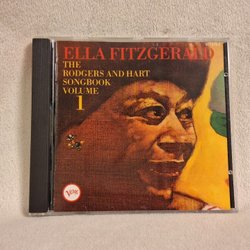 ELLA FITZGERALD
THE
RODGERS AND HART
SONGBOOK
VOLUME
1
Verve